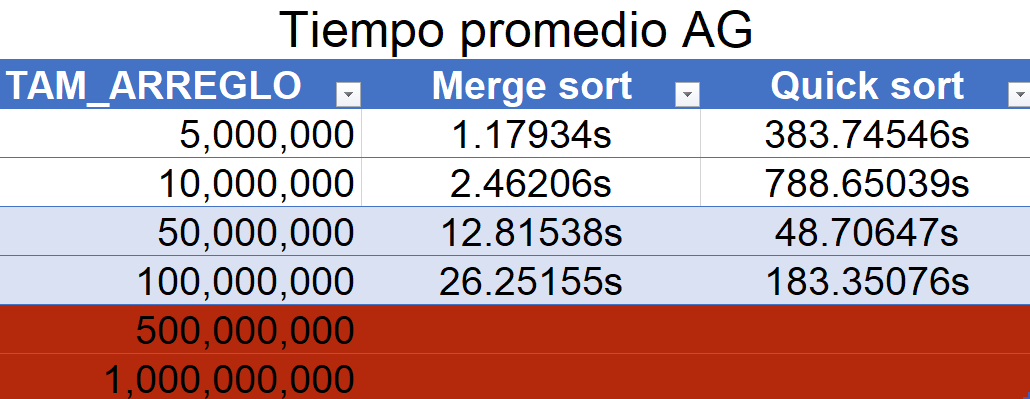 Tiempo promedio AG
TAM_ARREGLO Merge sort Quick sort
5,000,000 1.17934s 383.74546s
10,000,000 2.46206s 788.65039s
50,000,000 12.81538s 48.70647s
100,000,000 26.25155s 183.35076s
500,000,000
1,000,000,000